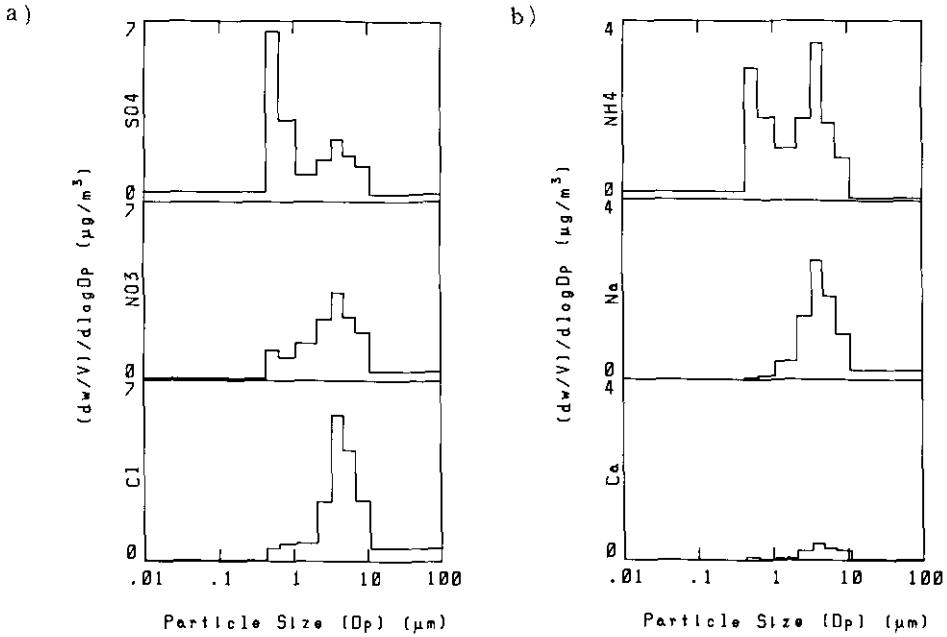 a)
(dw/V)/dlogDp (μg/m³)
7
SO4
0
7
NO3
0
7
Cl
0
.01 .1 1 10 100
Particle Size (Dp) (μm)
b)
(dw/V)/dlogDp (μg/m³)
4
NH4
0
4
Na
0
4
Ca
0
.01 .1 1 10 100
Particle Size (Dp) (μm)